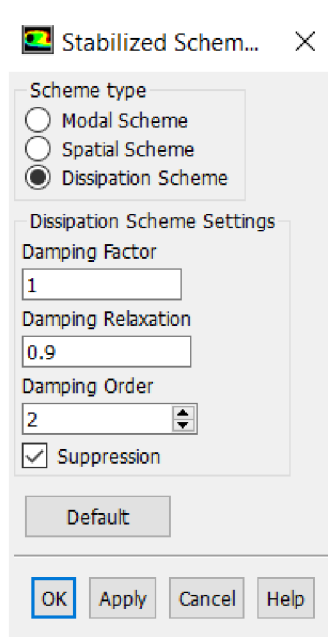 Stabilized Schem...
Scheme type
Modal Scheme
Spatial Scheme
Dissipation Scheme
Dissipation Scheme Settings
Damping Factor
1
Damping Relaxation
0.9
Damping Order
2
Suppression
Default
OK Apply Cancel Help